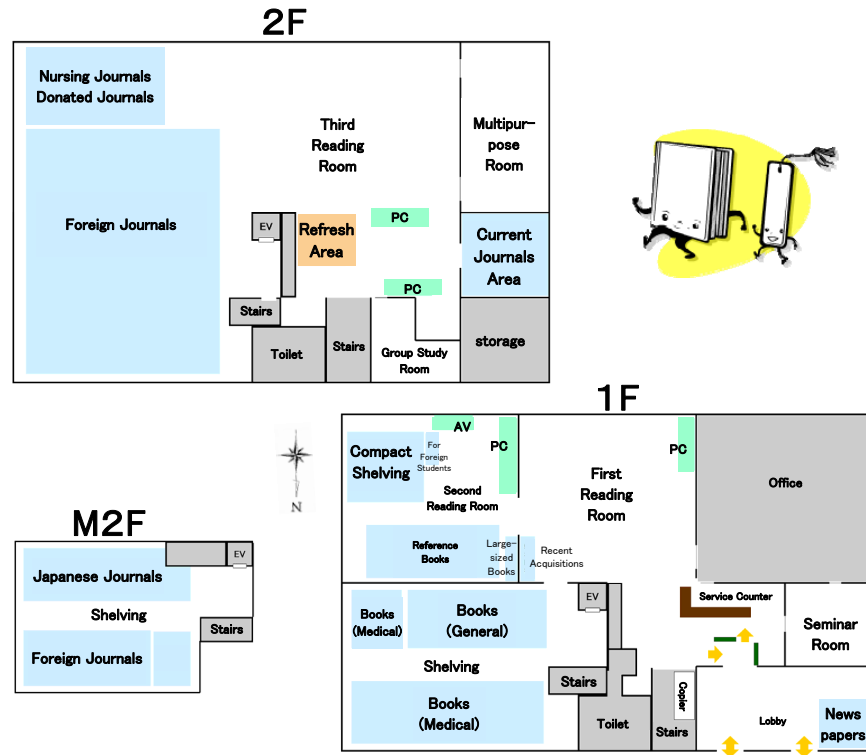 2F
Nursing Journals
Donated Journals
Third
Reading
Room
Multipur-
pose
Room
Foreign Journals
EV
Refresh
Area
PC
Current
Journals
Area
PC
Stairs
Toilet
Stairs
Group Study
Room
storage
1F
AV
PC
For
Foreign
Students
Compact
Shelving
Second
Reading Room
First
Reading
Room
PC
Office
Reference
Books
Large-
sized
Books
Recent
Acquisitions
N
M2F
EV
Japanese Journals
Shelving
Stairs
Foreign Journals
EV
Service Counter
Books
(Medical)
Books
(General)
Seminar
Room
Shelving
Stairs
Books
(Medical)
Copier
Toilet
Stairs
Lobby
News
papers